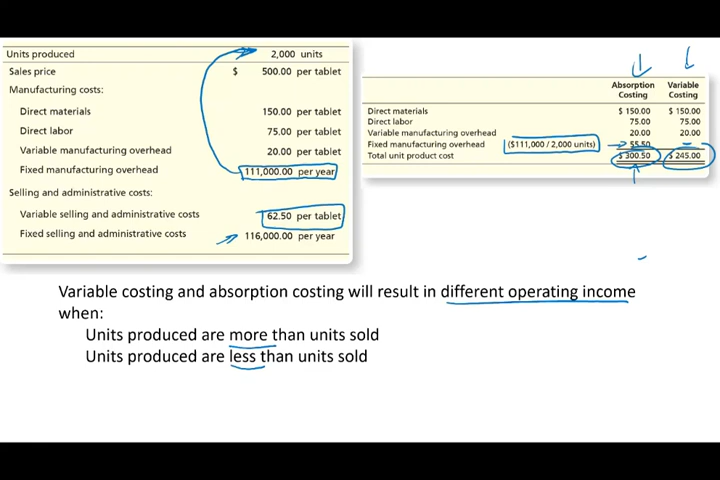 Units produced 2,000 units
Sales price $ 500.00 per tablet
Manufacturing costs:
Direct materials 150.00 per tablet
Direct labor 75.00 per tablet
Variable manufacturing overhead 20.00 per tablet
Fixed manufacturing overhead 111,000.00 per year
Selling and administrative costs:
Variable selling and administrative costs 62.50 per tablet
Fixed selling and administrative costs 116,000.00 per year
Absorption Variable
Costing Costing
Direct materials $ 150.00 $ 150.00
Direct labor 75.00 75.00
Variable manufacturing overhead 20.00 20.00
Fixed manufacturing overhead ($111,000 / 2,000 units) 55.50 –
Total unit product cost $ 300.50 $ 245.00
Variable costing and absorption costing will result in different operating income
when:
Units produced are more than units sold
Units produced are less than units sold